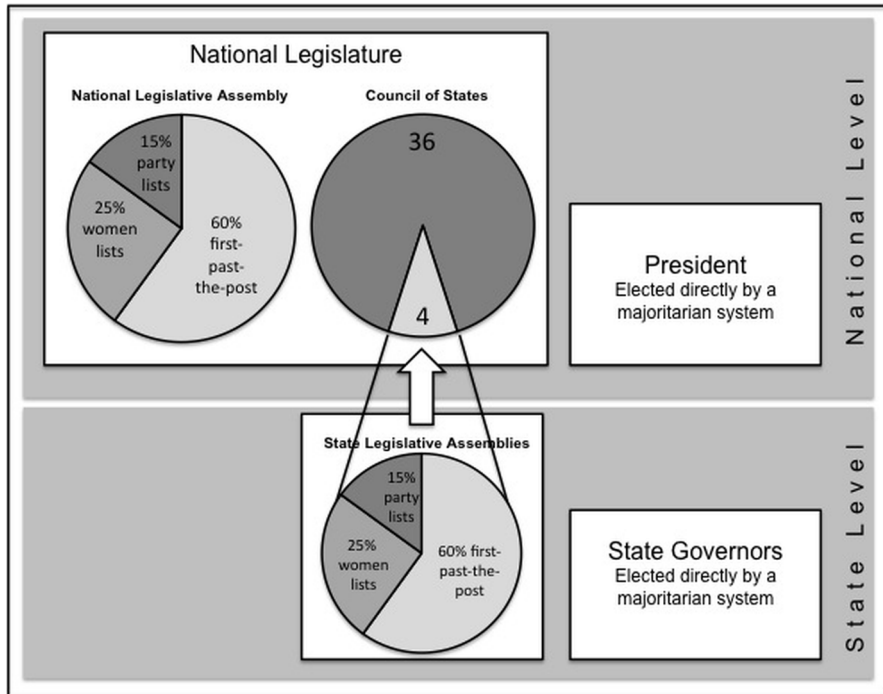 National Legislature
National Legislative Assembly
Council of States
15%
party
lists
25%
women
lists
60%
first-
past-
the-post
36
4
President
Elected directly by a
majoritarian system
National Level
State Legislative Assemblies
15%
party
lists
25%
women
lists
60% first-
past-the-
post
State Governors
Elected directly by a
majoritarian system
State Level